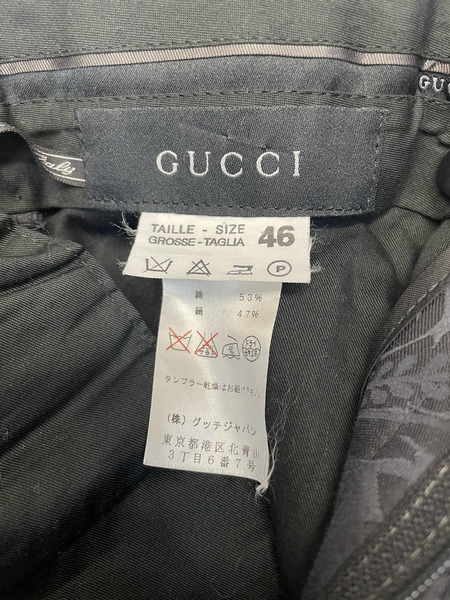 GUC
Italy
GUCCI
TAILLE - SIZE
GROSSE-TAGLIA 46
P
綿 53%
絹 47%
タンブラー乾燥はお避け下さい
(株) グッチジャパン
東京都港区北青山
3丁目6番7号